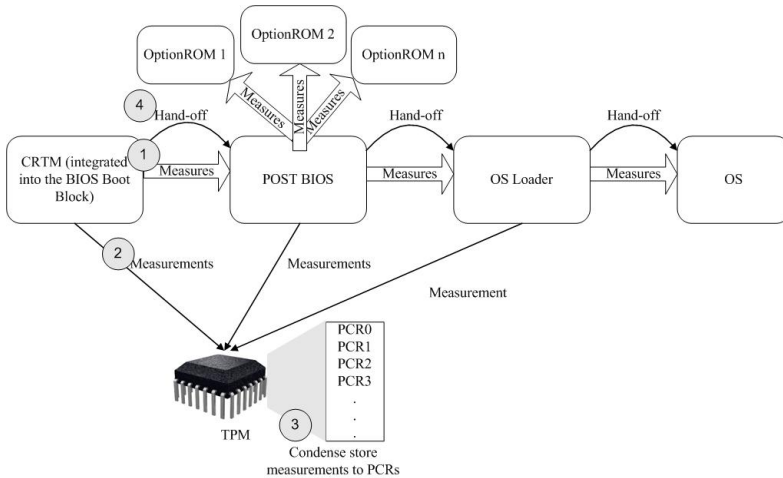 OptionROM 1
OptionROM 2
OptionROM n
Measures
Measures
Measures
4
Hand-off
Hand-off
Hand-off
1
CRTM (integrated
into the BIOS Boot
Block)
Measures
POST BIOS
Measures
OS Loader
Measures
OS
2
Measurements
Measurements
Measurement
PCR0
PCR1
PCR2
PCR3
.
.
.
TPM
3
Condense store
measurements to PCRs